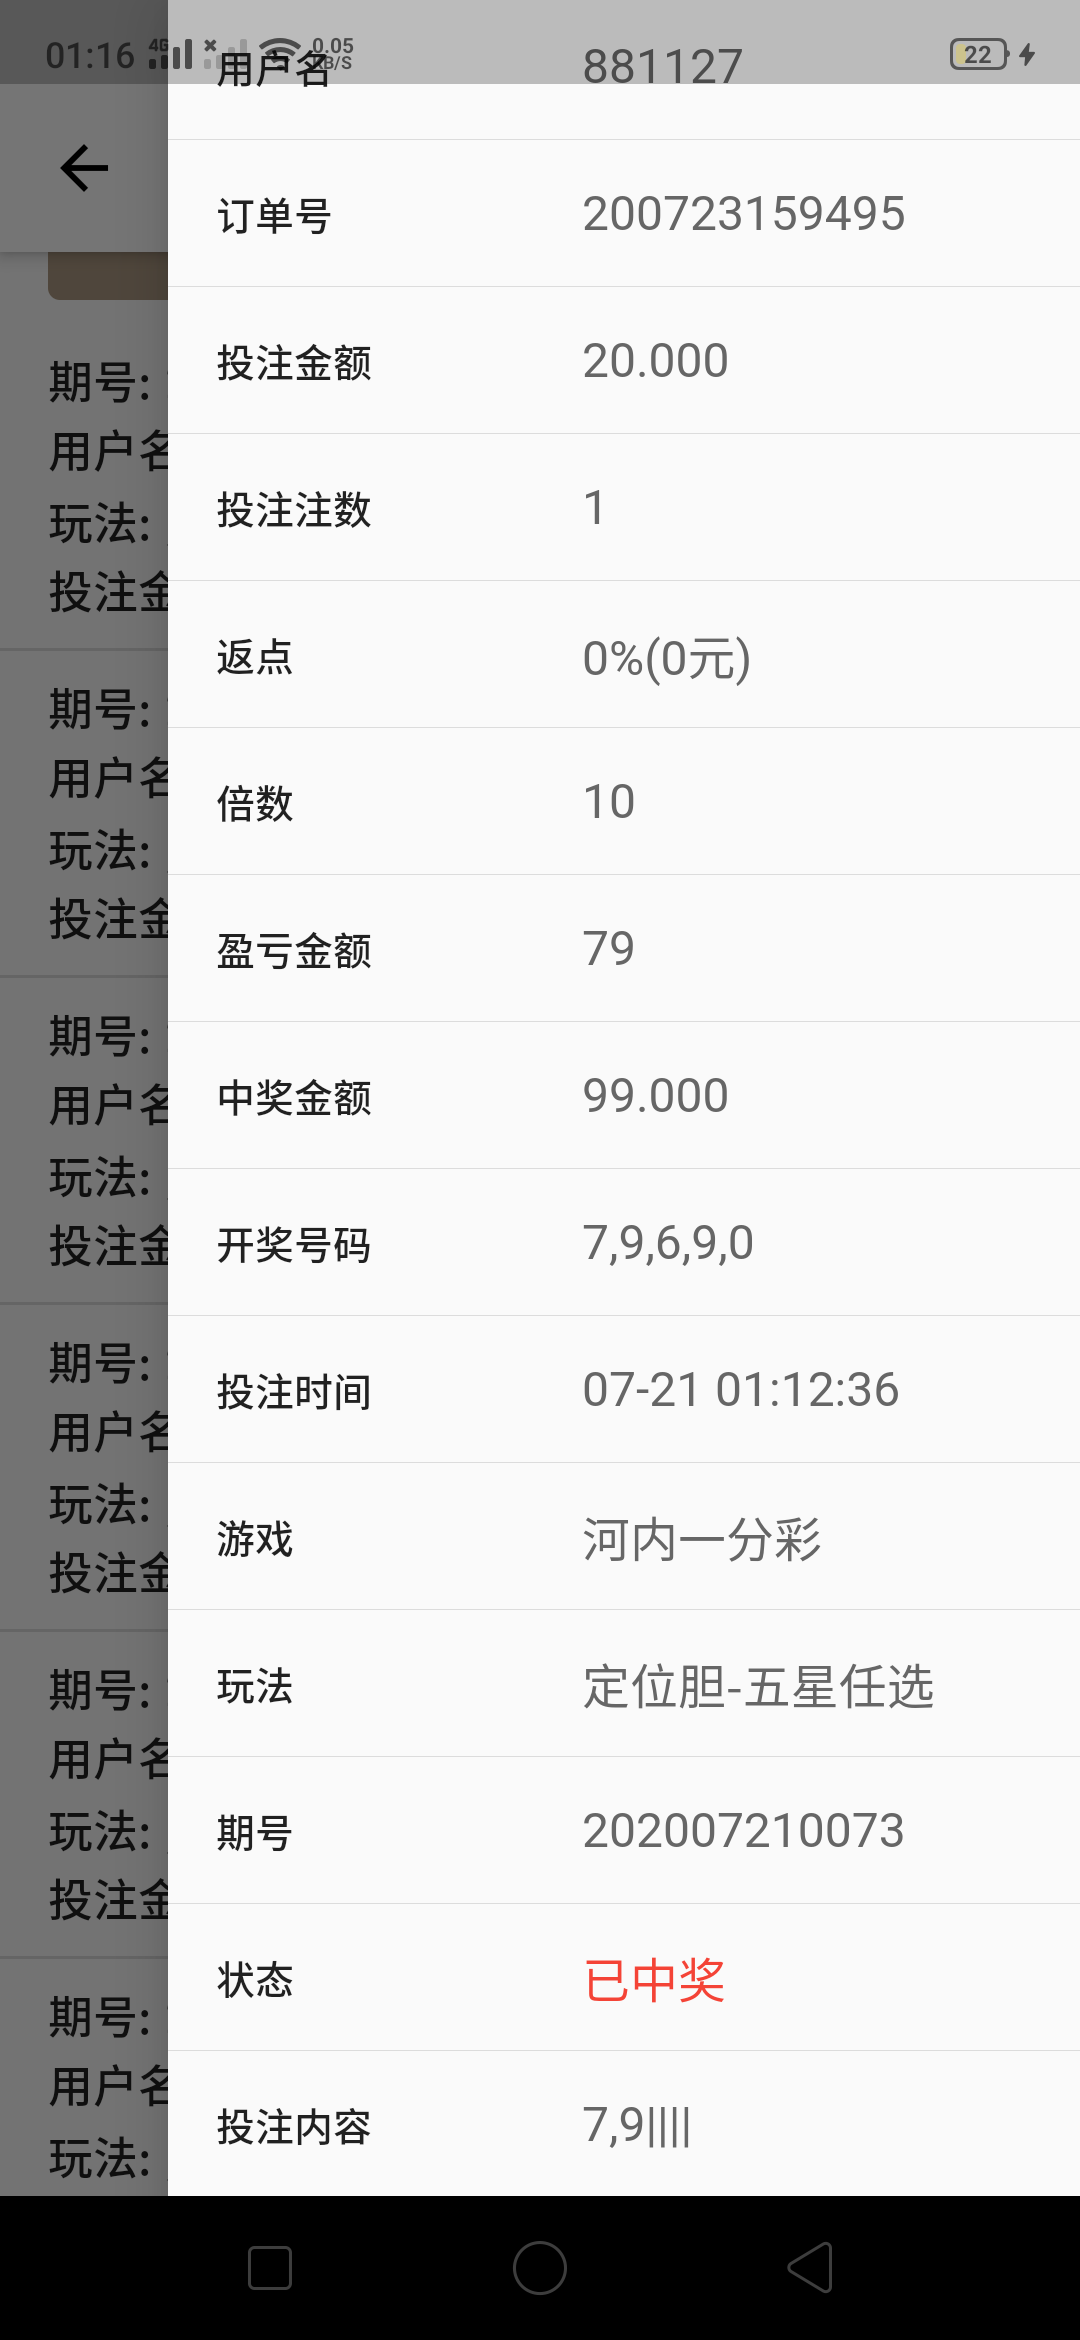 01:16 4G 0.05 KB/S 22
用户名 881127
订单号 200723159495
投注金额 20.000
投注注数 1
返点 0%(0元)
倍数 10
盈亏金额 79
中奖金额 99.000
开奖号码 7,9,6,9,0
投注时间 07-21 01:12:36
游戏 河内一分彩
玩法 定位胆-五星任选
期号 202007210073
状态 已中奖
投注内容 7,9||||
期号:
用户名
玩法:
投注金
期号:
用户名
玩法:
投注金
期号:
用户名
玩法:
投注金
期号:
用户名
玩法:
投注金
期号:
用户名
玩法:
投注金
期号:
用户名
玩法: